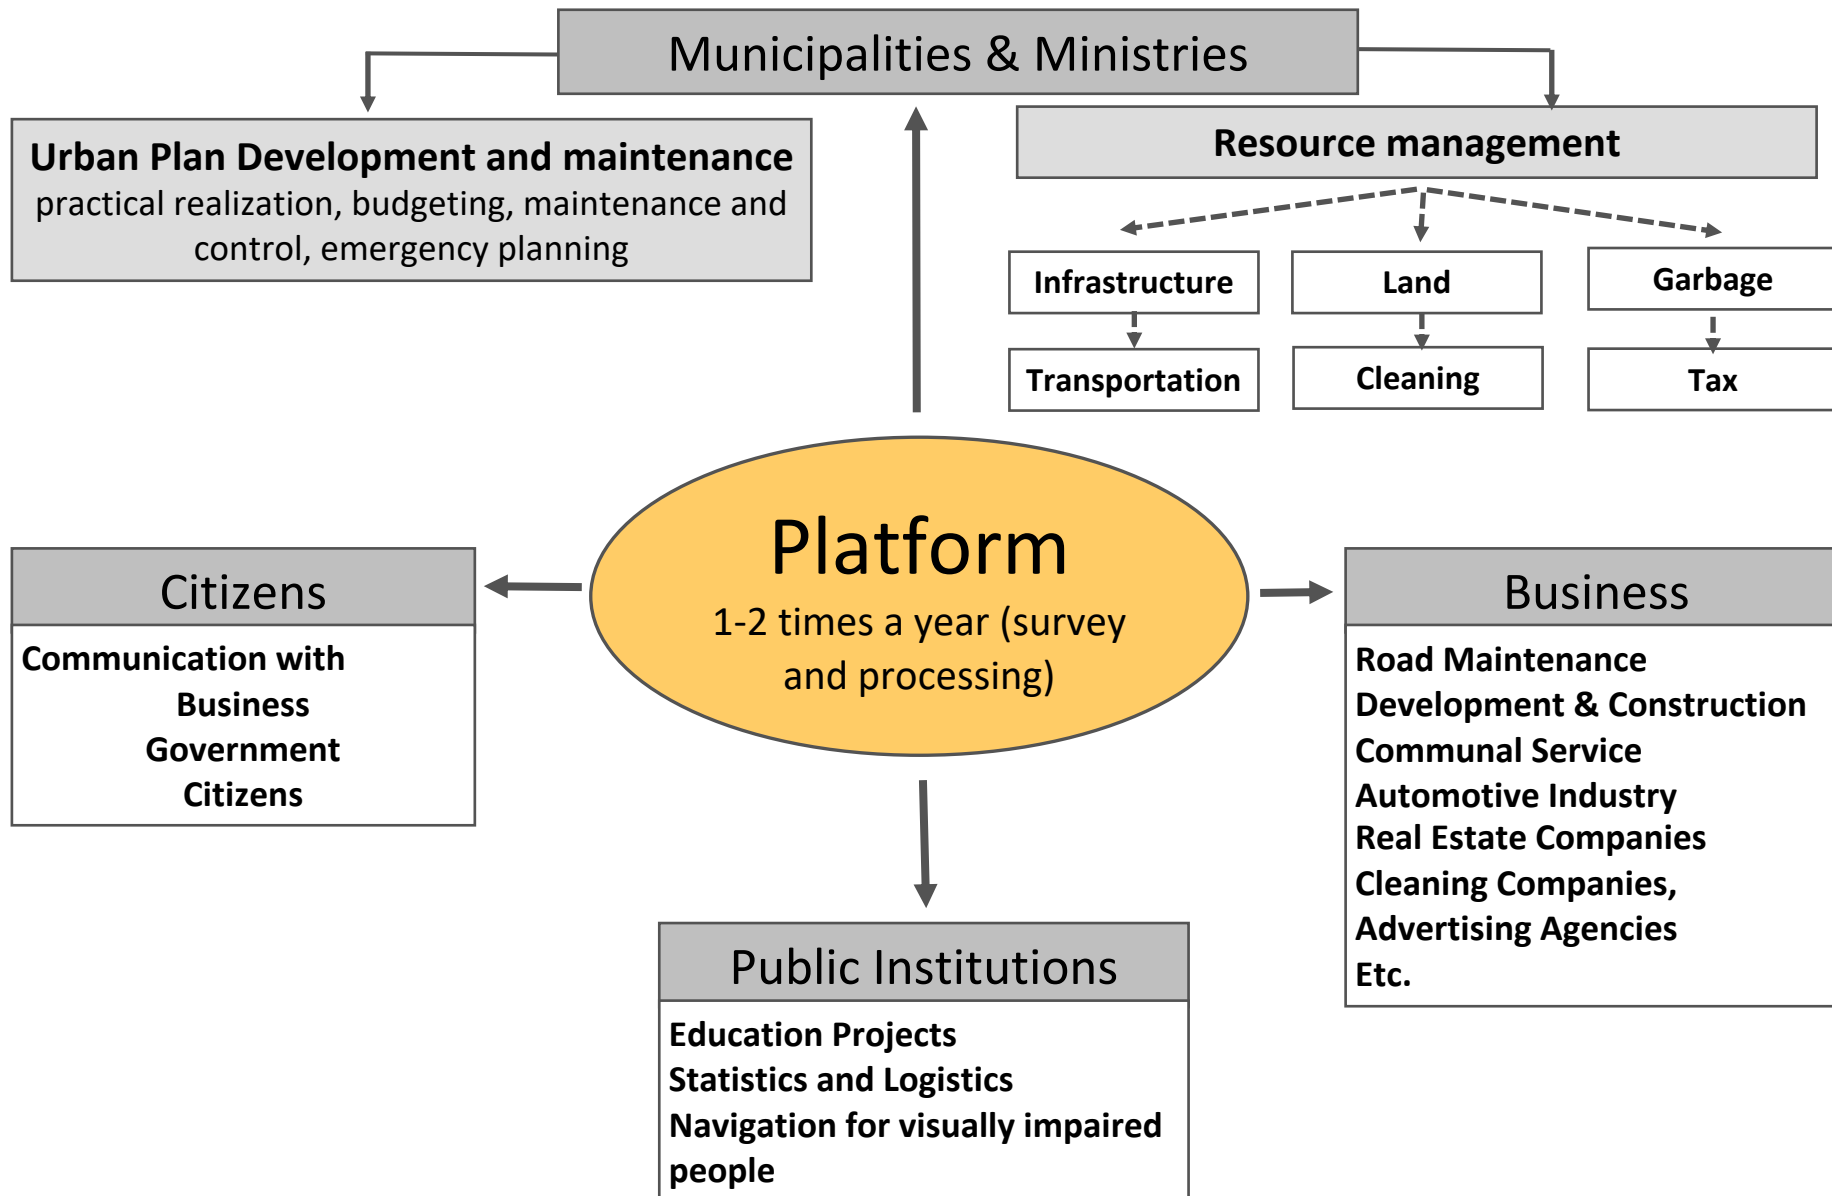 Municipalities & Ministries
Urban Plan Development and maintenance
practical realization, budgeting, maintenance and
control, emergency planning
Resource management
Infrastructure
Land
Garbage
Transportation
Cleaning
Tax
Platform
1-2 times a year (survey
and processing)
Citizens
Communication with
Business
Government
Citizens
Business
Road Maintenance
Development & Construction
Communal Service
Automotive Industry
Real Estate Companies
Cleaning Companies,
Advertising Agencies
Etc.
Public Institutions
Education Projects
Statistics and Logistics
Navigation for visually impaired
people